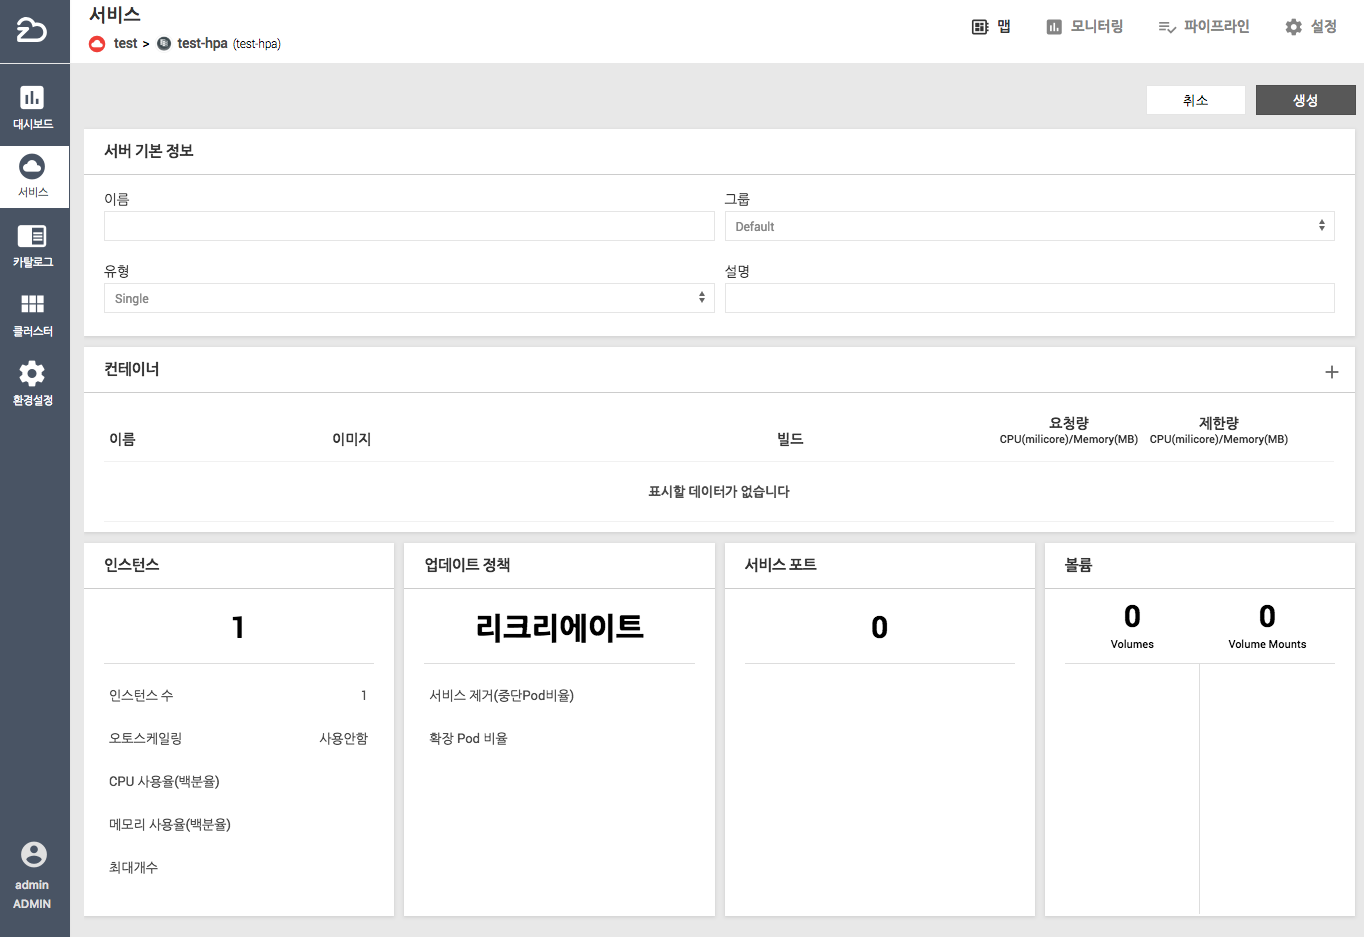 서비스
test > test-hpa (test-hpa)
맵
모니터링
파이프라인
설정
대시보드
서비스
카탈로그
클러스터
환경설정
admin
ADMIN
취소
생성
서버 기본 정보
이름
그룹
Default
유형
설명
Single
컨테이너
이름
이미지
빌드
요청량
CPU(milicore)/Memory(MB)
제한량
CPU(milicore)/Memory(MB)
표시할 데이터가 없습니다
인스턴스
1
인스턴스 수 1
오토스케일링 사용안함
CPU 사용율(백분율)
메모리 사용율(백분율)
최대개수
업데이트 정책
리크리에이트
서비스 제거(중단Pod비율)
확장 Pod 비율
서비스 포트
0
볼륨
0
Volumes
0
Volume Mounts